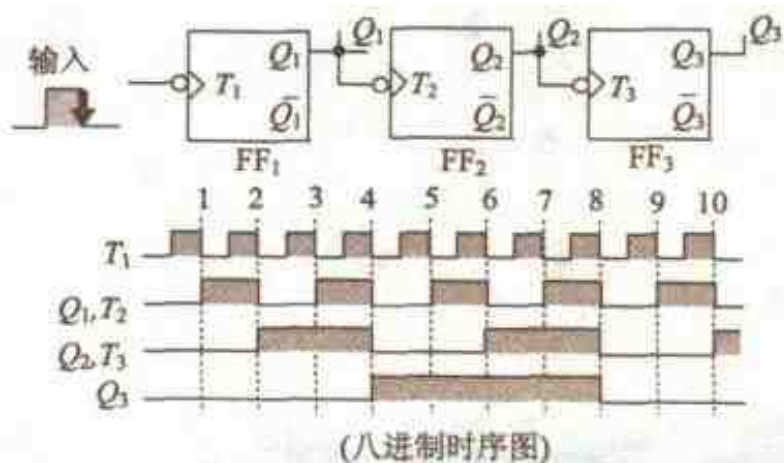 输入
T₁ Q₁ Q̄₁ Q₁ T₂ Q₂ Q̄₂ Q₂ T₃ Q₃ Q̄₃ Q₃
FF₁ FF₂ FF₃
1 2 3 4 5 6 7 8 9 10
T₁
Q₁,T₂
Q₂,T₃
Q₃
(八进制时序图)